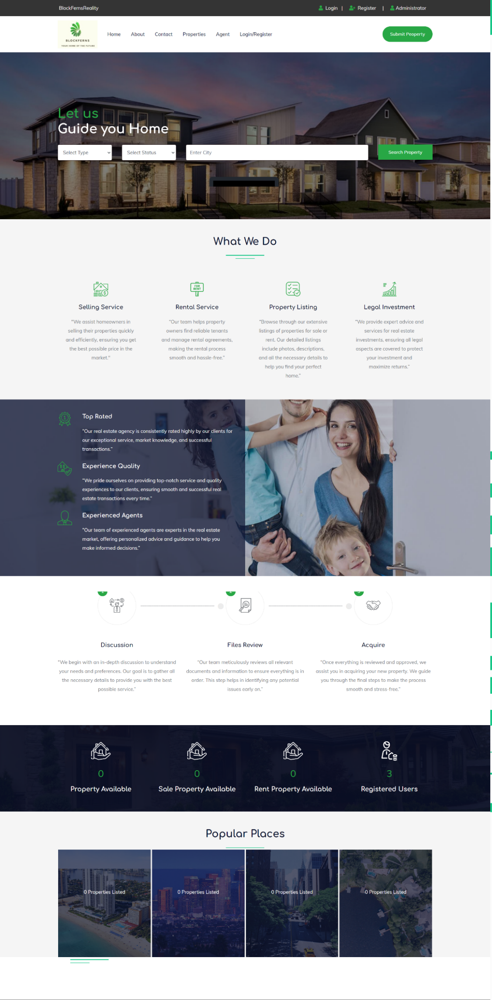 BlockFernsReality
Login | Register | Administrator
BLOCKFERNS
YOUR HOME OF THE FUTURE
Home About Contact Properties Agent Login/Register
Submit Peoperty
Let us
Guide you Home
Select Type
Select Status
Enter City
Search Property
What We Do
FOR
RENT
Selling Service
"We assist homeowners in
selling their properties quickly
and efficiently, ensuring you get
the best possible price in the
market."
Rental Service
"Our team helps property
owners find reliable tenants
and manage rental agreements,
making the rental process
smooth and hassle-free."
Property Listing
"Browse through our extensive
listings of properties for sale or
rent. Our detailed listings
include photos, descriptions,
and all the necessary details to
help you find your perfect
home."
Legal Investment
"We provide expert advice and
services for real estate
investments, ensuring all legal
aspects are covered to protect
your investment and
maximize returns."
1
Top Rated
"Our real estate agency is consistently rated highly by our clients for
our exceptional service, market knowledge, and successful
transactions."
Experience Quality
"We pride ourselves on providing top-notch service and quality
experiences to our clients, ensuring smooth and successful real
estate transactions every time."
Experienced Agents
"Our team of experienced agents are experts in the real estate
market, offering personalized advice and guidance to help you
make informed decisions."
Discussion
"We begin with an in-depth discussion to understand
your needs and preferences. Our goal is to gather all
the necessary details to provide you with the best
possible service."
Files Review
"Our team meticulously reviews all relevant
documents and information to ensure everything is in
order. This step helps in identifying any potential
issues early on."
Acquire
"Once everything is reviewed and approved, we
assist you in acquiring your new property. We guide
you through the final steps to make the process
smooth and stress-free."
0
Property Available
0
Sale Property Available
0
Rent Property Available
3
Registered Users
Popular Places
0 Properties Listed
0 Properties Listed
0 Properties Listed
0 Properties Listed